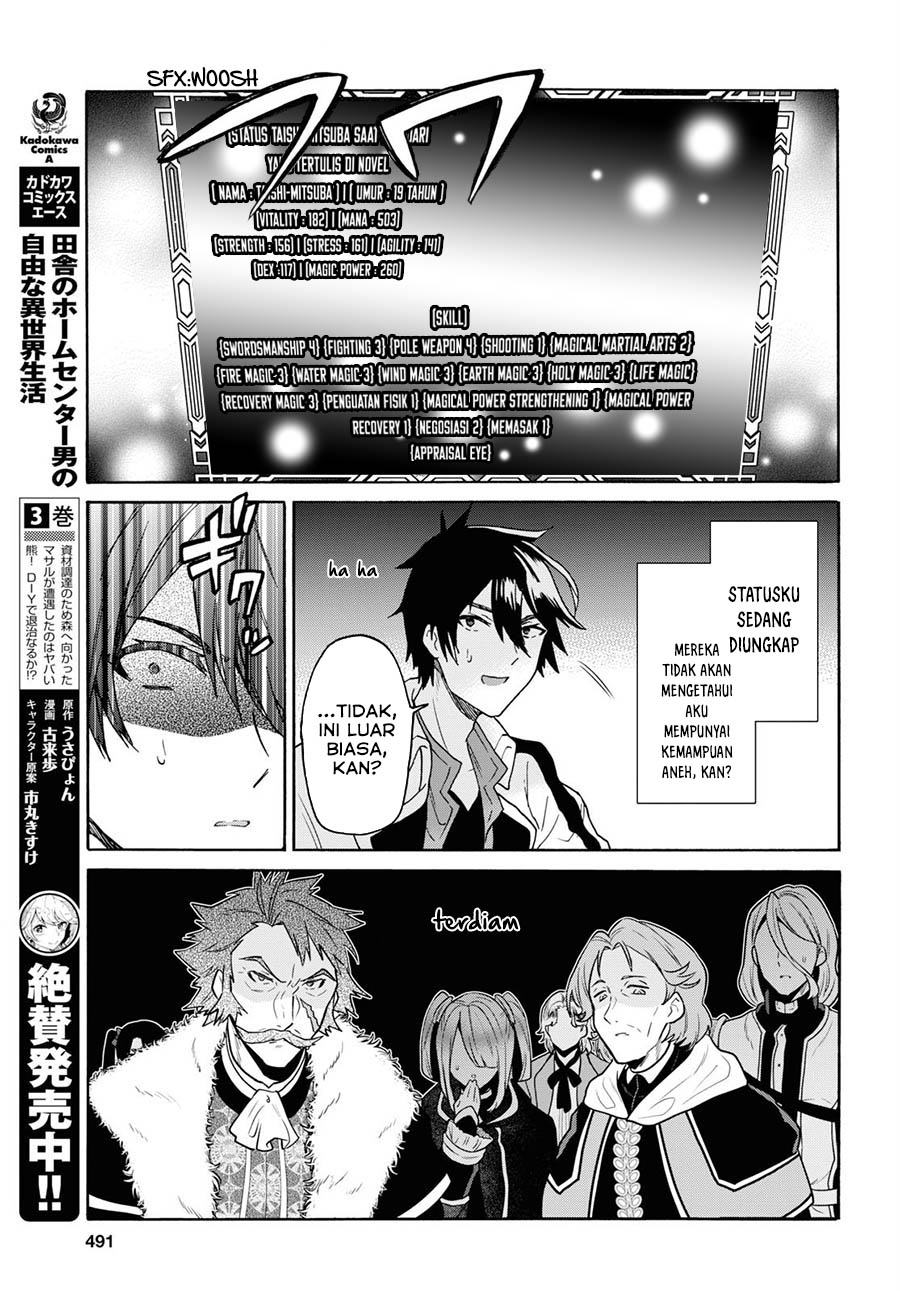 SFX:WOOSH
フワ
(STATUS TAISHI MITSUBA SAAT DARI
TERTULIS DI NOVEL
( NAMA : TAISHI-MITSUBA ) | ( UMUR : 19 TAHUN )
(VITALITY : 182) | (MANA : 503)
(STRENGTH : 156) | (STRESS : 161) | (AGILITY : 141)
(DEX :117) | (MAGIC POWER : 260)
(SKILL)
{SWORDSMANSHIP 4} {FIGHTING 3} {POLE WEAPON 4} {SHOOTING 1} {MAGICAL MARTIAL ARTS 2}
{FIRE MAGIC 3} {WATER MAGIC 3} {WIND MAGIC 3} {EARTH MAGIC 3} {HOLY MAGIC 3} {LIFE MAGIC}
{RECOVERY MAGIC 3} {PENGUATAN FISIK 1} {MAGICAL POWER STRENGTHENING 1} {MAGICAL POWER
RECOVERY 1} {NEGOSIASI 2} {MEMASAK 1}
{APPRAISAL EYE}
STATUSKU
SEDANG
DIUNGKAP
MEREKA
TIDAK AKAN
MENGETAHUI
AKU
MEMPUNYAI
KEMAMPUAN
ANEH, KAN?
ha ha
...TIDAK,
INI LUAR
BIASA,
KAN?
ギギギ
terdiam
Kadokawa
Comics
A
カドカワ
コミックス
エース
田舎のホームセンター男の
自由な異世界生活
3巻
資材調達のため森へ向かった
マサルが遭遇したのはヤバい
熊！ DIYで退治なるか!?
原作 うさぴょん
漫画 古来歩
キャラクター原案 市丸きすけ
絶賛発売中!!
491